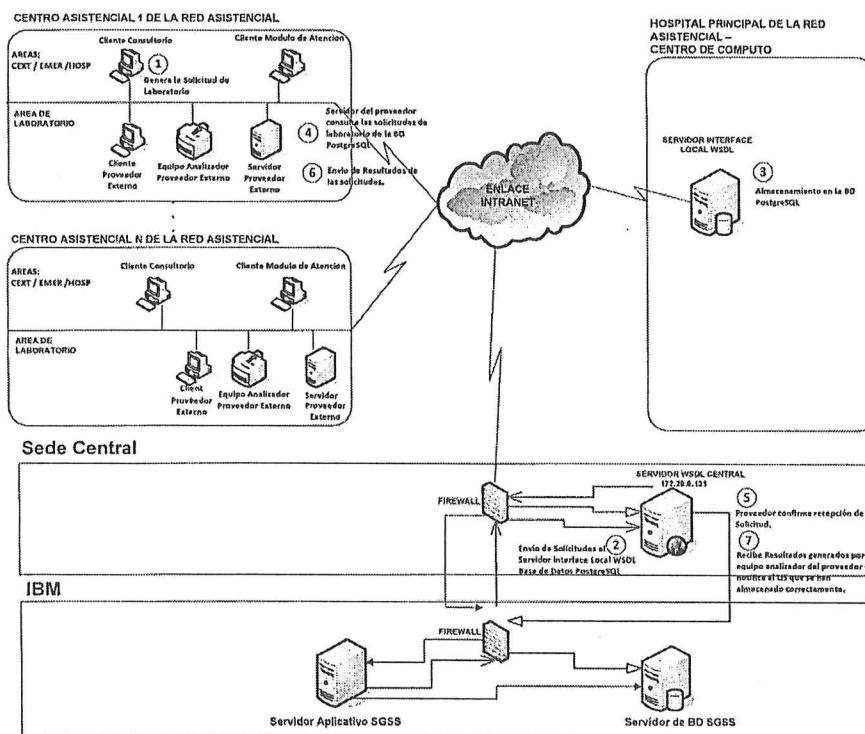 CENTRO ASISTENCIAL 1 DE LA RED ASISTENCIAL
AREAS:
CEXT / EMER /HOSP
Cliente Consultorio
1
Genera la Solicitud de
Laboratorio
Cliente Modulo de Atencion
AREA DE
LABORATORIO
Cliente
Proveedor
Externo
Equipo Analizador
Proveedor Externo
Servidor
Proveedor
Externo
4
Servidor del proveedor
consulta las solicitudes de
laboratorio de la BD
PostgreSQL
6
Envio de Resultados de
las solicitudes.
HOSPITAL PRINCIPAL DE LA RED
ASISTENCIAL –
CENTRO DE COMPUTO
SERVIDOR INTERFACE
LOCAL WSDL
3
Almacenamiento en la BD
PostgreSQL
ENLACE
INTRANET
CENTRO ASISTENCIAL N DE LA RED ASISTENCIAL
AREAS:
CEXT / EMER /HOSP
Cliente Consultorio
Cliente Modulo de Atencion
AREA DE
LABORATORIO
Client
Proveedor
Externo
Equipo Analizador
Proveedor Externo
Servidor
Proveedor
Externo
Sede Central
FIREWALL
SERVIDOR WSDL CENTRAL
172.20.0.131
2
Envia de Solicitudes al
Servidor Interface Local WSDL
Base de Datos PostgreSQL
5
Proveedor confirma recepción de
Solicitud.
7
Recibe Resultados generados por
equipo analizador del proveedor
notifica al LIS que se han
almacenado correctamente.
IBM
FIREWALL
Servidor Aplicativo SGSS
Servidor de BD SGSS